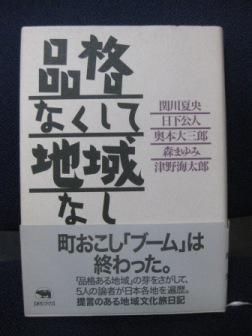 品格
なくして
地域
なし
関川夏央
日下公人
奥本大三郎
森まゆみ
津野海太郎
町おこし「ブーム」は
終わった。
「品格ある地域」の芽をさがして、
5人の論者が日本各地を遍歴。
提言のある地域文化旅日記